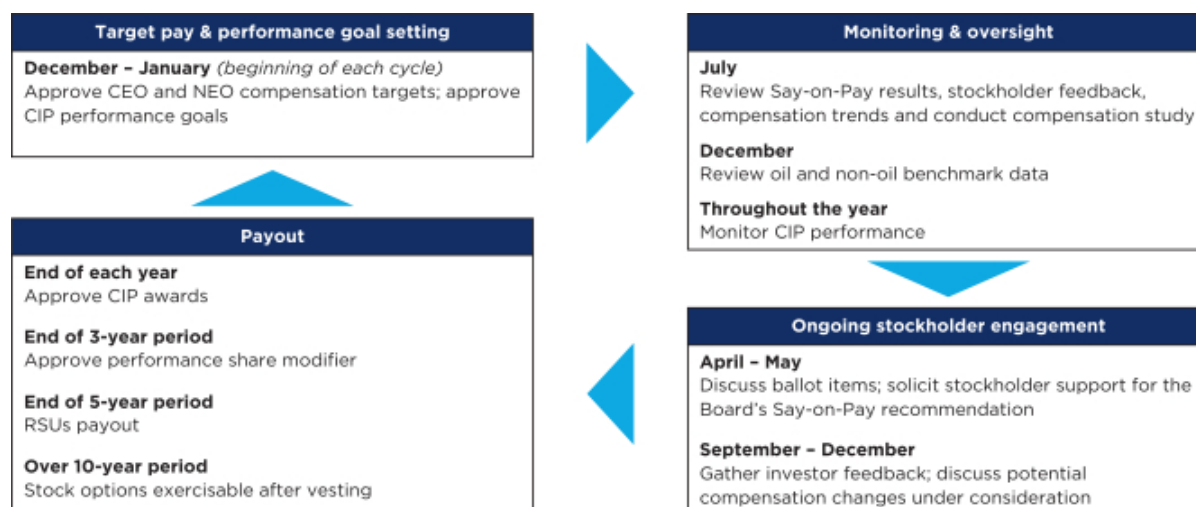 Target pay & performance goal setting
December – January (beginning of each cycle)
Approve CEO and NEO compensation targets; approve
CIP performance goals
Monitoring & oversight
July
Review Say-on-Pay results, stockholder feedback,
compensation trends and conduct compensation study
December
Review oil and non-oil benchmark data
Throughout the year
Monitor CIP performance
Ongoing stockholder engagement
April – May
Discuss ballot items; solicit stockholder support for the
Board’s Say-on-Pay recommendation
September – December
Gather investor feedback; discuss potential
compensation changes under consideration
Payout
End of each year
Approve CIP awards
End of 3-year period
Approve performance share modifier
End of 5-year period
RSUs payout
Over 10-year period
Stock options exercisable after vesting